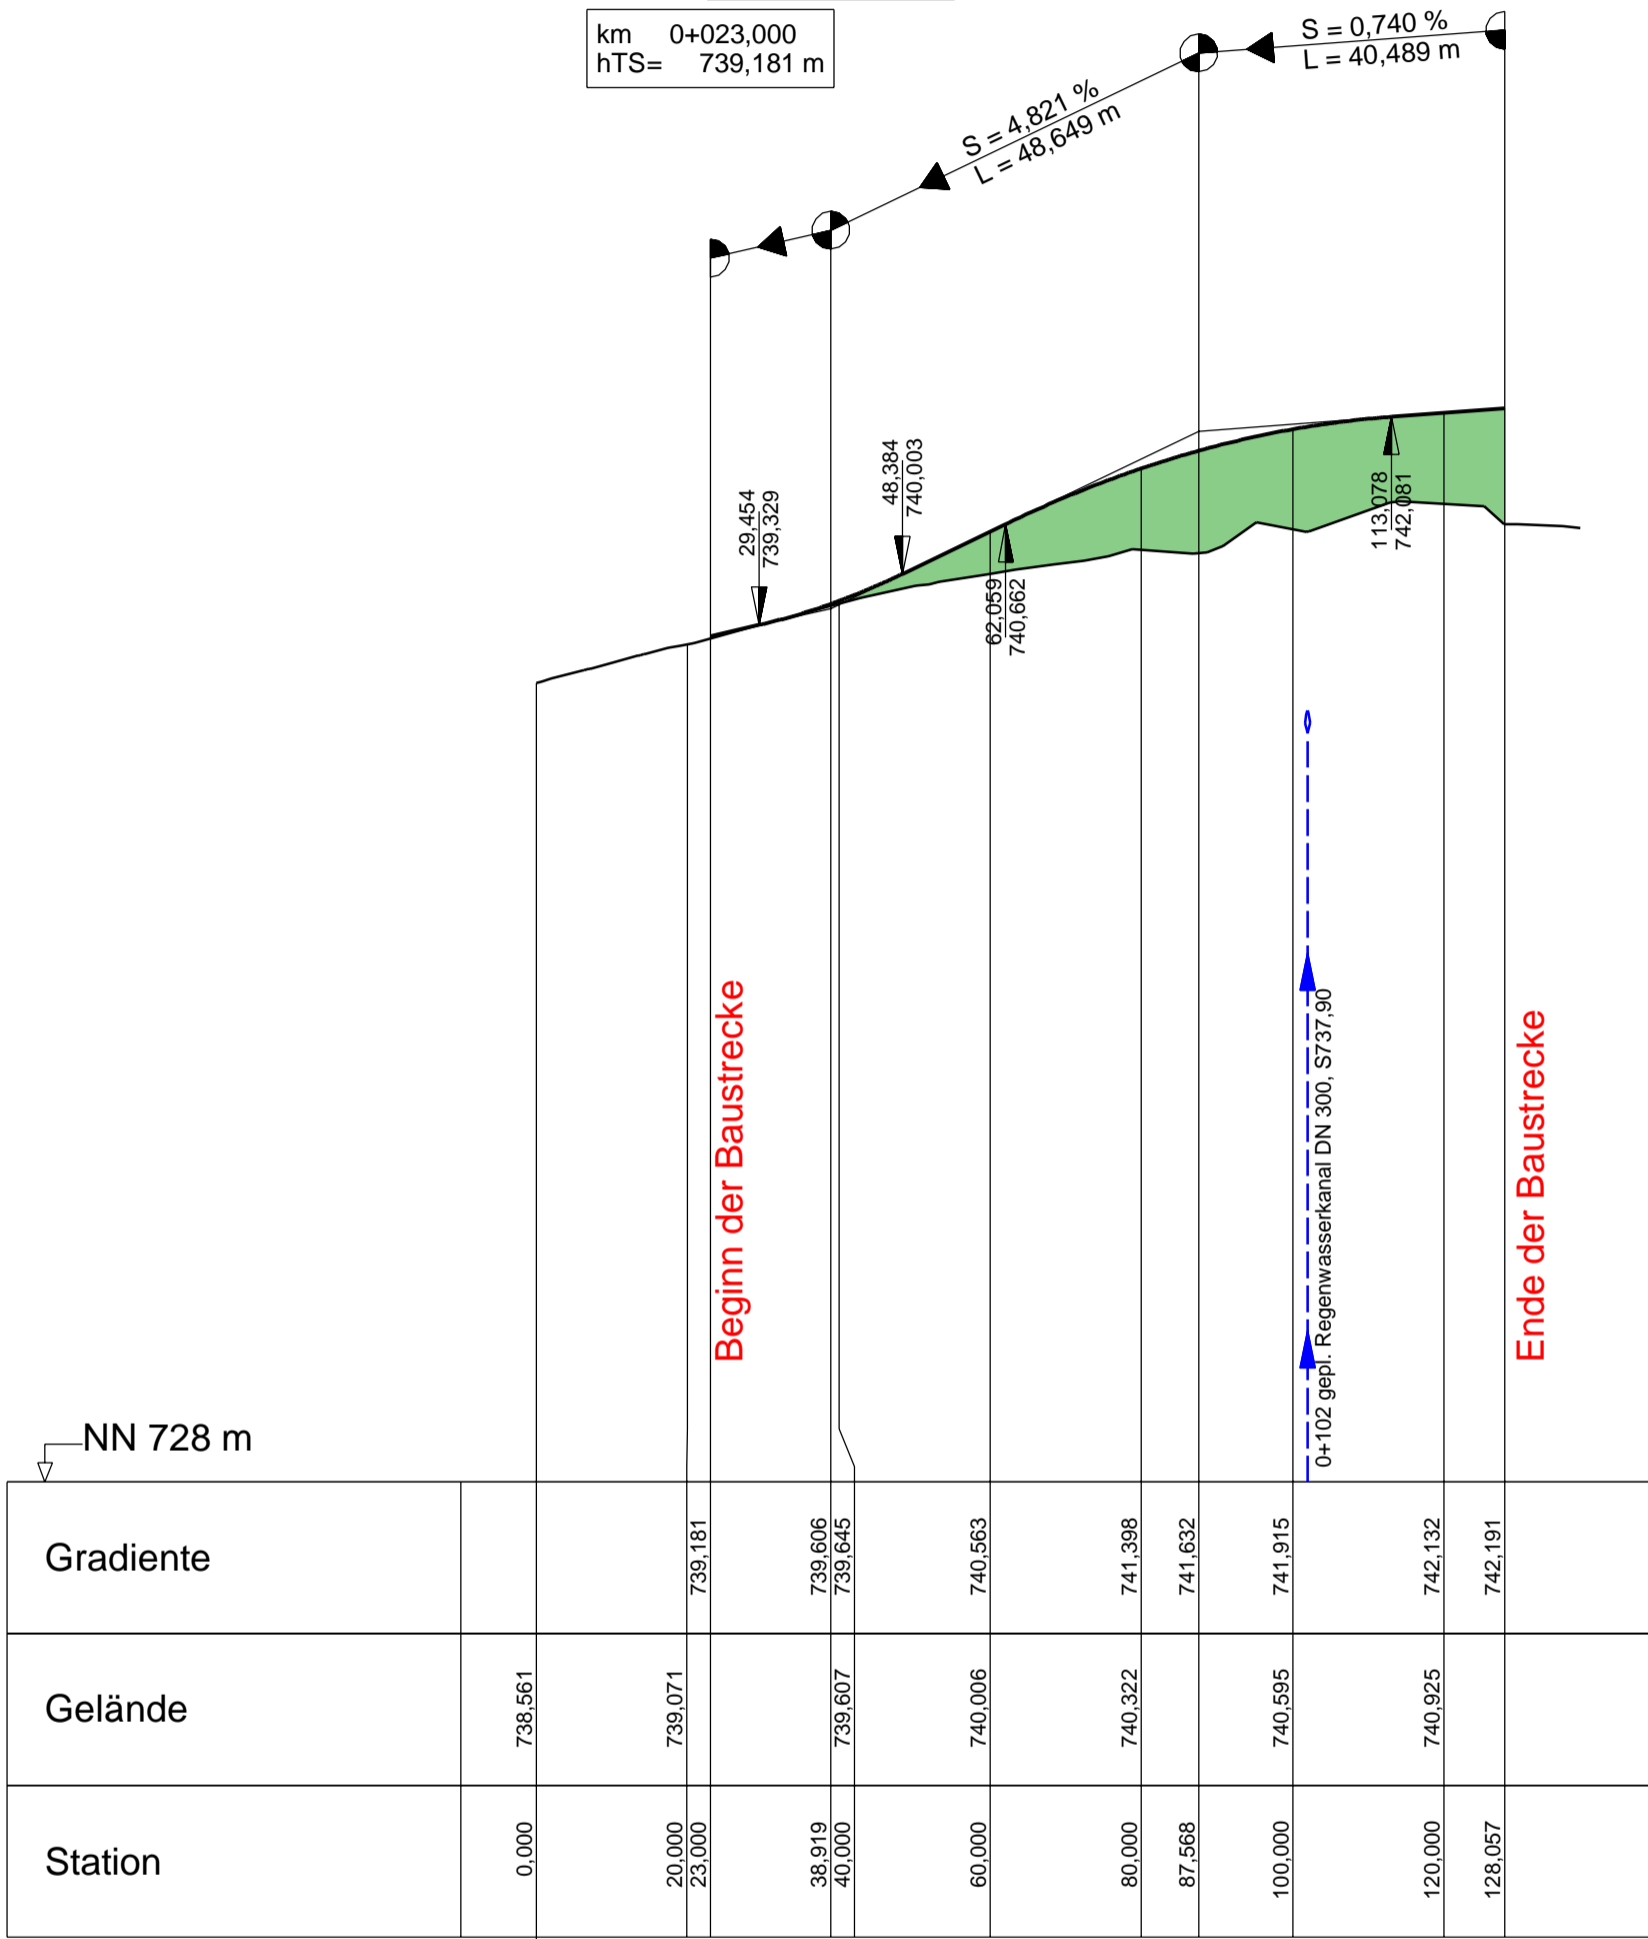 km 0+023,000
hTS= 739,181 m
S = 4,821 %
L = 48,649 m
S = 0,740 %
L = 40,489 m
29,454
739,329
48,384
740,003
62,059
740,662
113,078
742,081
Beginn der Baustrecke
0+102 gepl. Regenwasserkanal DN 300, S737,90
Ende der Baustrecke
NN 728 m
Gradiente 739,181 739,606 739,645 740,563 741,398 741,632 741,915 742,132 742,191
Gelände 738,561 739,071 739,607 740,006 740,322 740,595 740,925
Station 0,000 20,000 23,000 38,919 40,000 60,000 80,000 87,568 100,000 120,000 128,057